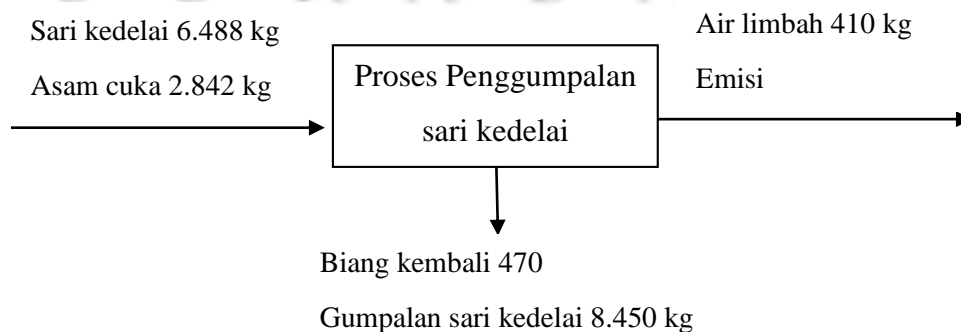 Sari kedelai 6.488 kg
Asam cuka 2.842 kg
Proses Penggumpalan
sari kedelai
Air limbah 410 kg
Emisi
Biang kembali 470
Gumpalan sari kedelai 8.450 kg